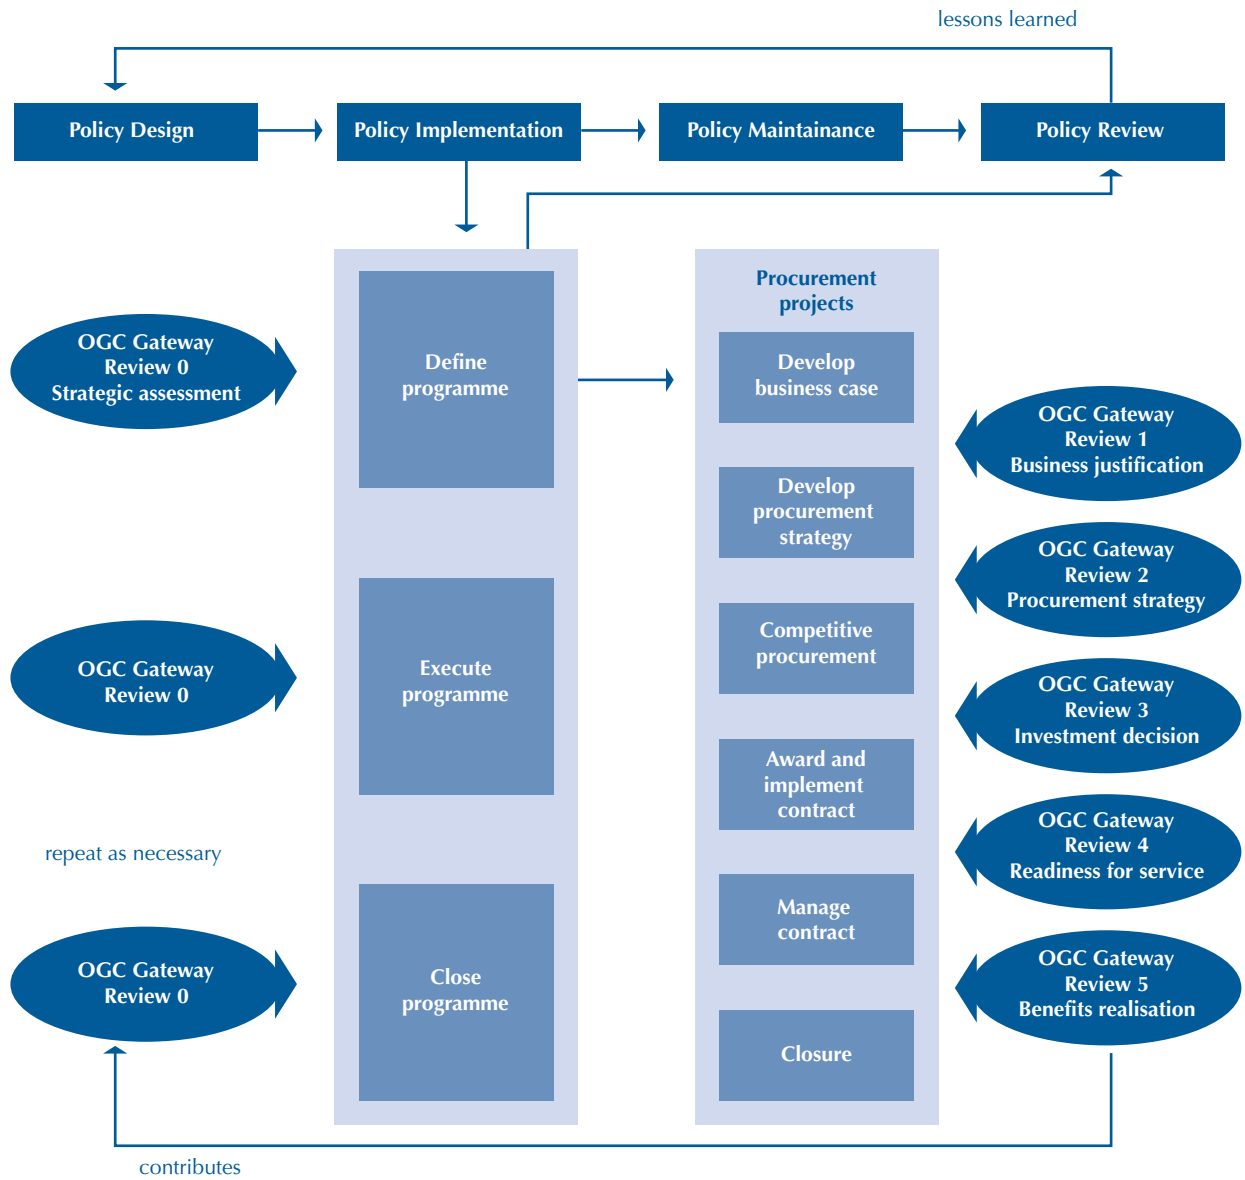 lessons learned
Policy Design
Policy Implementation
Policy Maintainance
Policy Review
OGC Gateway
Review 0
Strategic assessment
Define
programme
Procurement
projects
Develop
business case
OGC Gateway
Review 1
Business justification
Develop
procurement
strategy
OGC Gateway
Review 2
Procurement strategy
OGC Gateway
Review 0
Execute
programme
Competitive
procurement
OGC Gateway
Review 3
Investment decision
Award and
implement
contract
OGC Gateway
Review 4
Readiness for service
repeat as necessary
Manage
contract
OGC Gateway
Review 0
Close
programme
OGC Gateway
Review 5
Benefits realisation
Closure
contributes